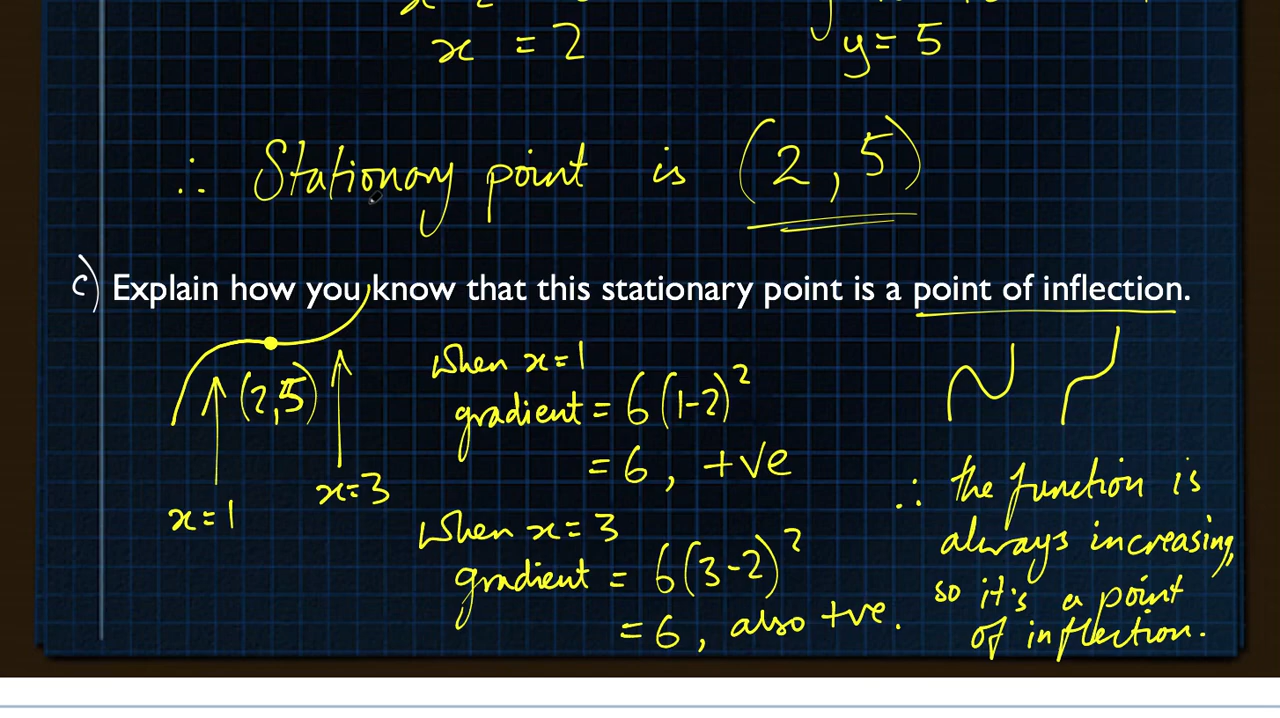 x = 2
y = 5
∴ Stationary point is (2, 5)
c) Explain how you know that this stationary point is a point of inflection.
(2,5)
x=1
x=3
when x=1
gradient = 6(1-2)²
= 6, +ve
when x=3
gradient = 6(3-2)²
= 6, also +ve.
∴ the function is
always increasing,
so it's a point
of inflection.